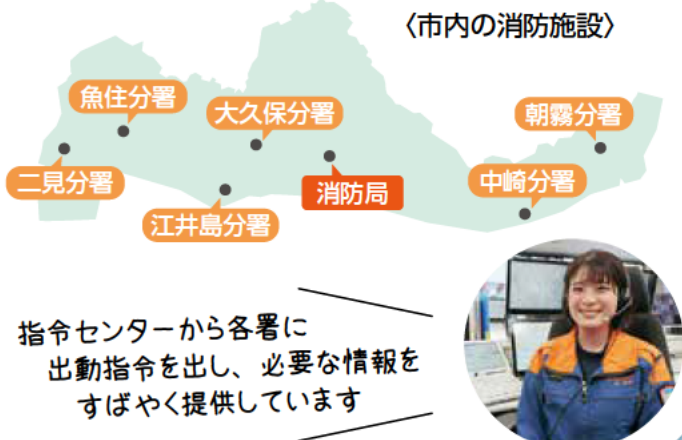 〈市内の消防施設〉
魚住分署
大久保分署
朝霧分署
二見分署
消防局
中崎分署
江井島分署
指令センターから各署に
出動指令を出し、必要な情報を
すばやく提供しています